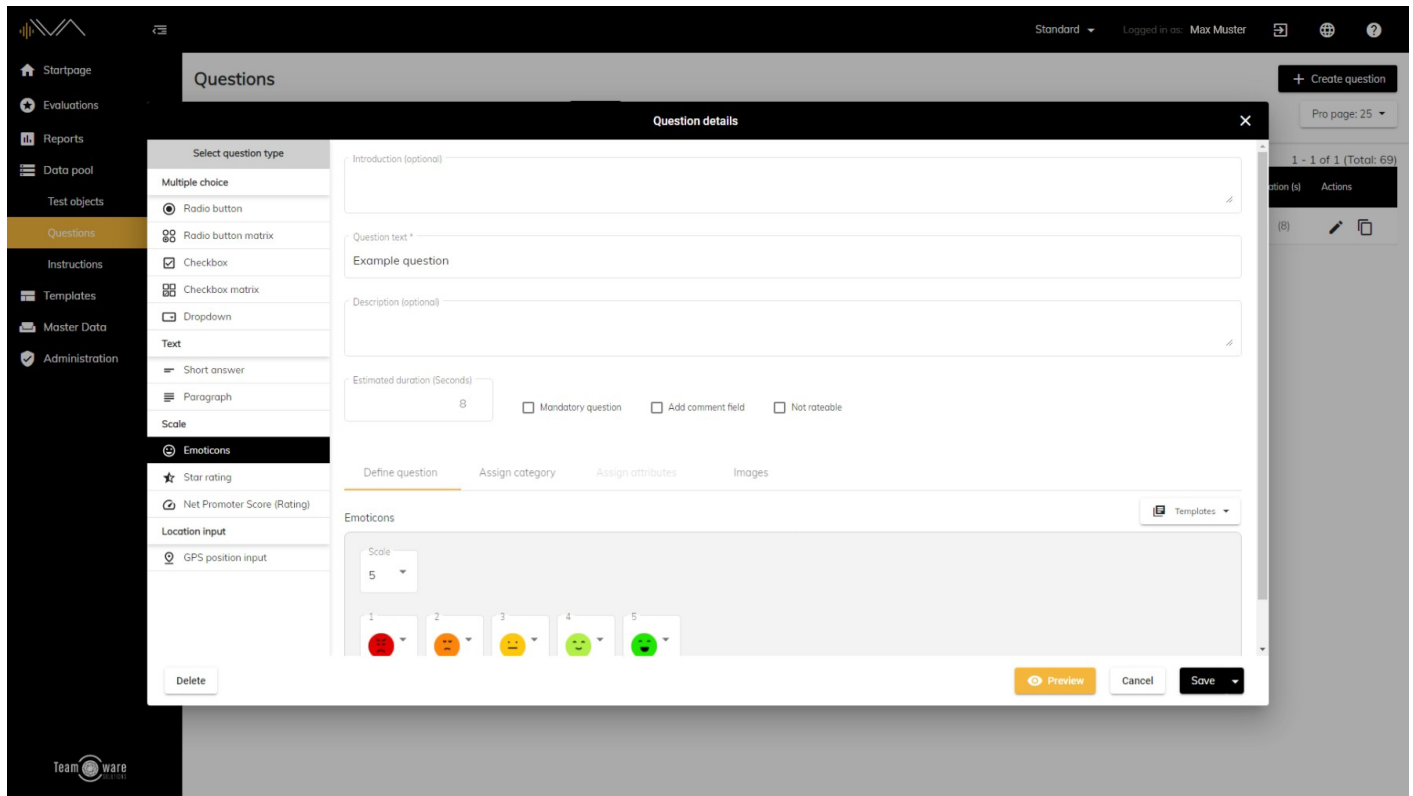 Standard
Logged in as: Max Muster
Startpage
Evaluations
Reports
Data pool
Test objects
Questions
Instructions
Templates
Master Data
Administration
Team ware
SOLUTIONS
Questions
+ Create question
Pro page: 25
1 - 1 of 1 (Total: 69)
ation (s) Actions
(8)
Question details
Select question type
Multiple choice
Radio button
Radio button matrix
Checkbox
Checkbox matrix
Dropdown
Text
Short answer
Paragraph
Scale
Emoticons
Star rating
Net Promoter Score (Rating)
Location input
GPS position input
Introduction (optional)
Question text *
Example question
Description (optional)
Estimated duration (Seconds)
8
Mandatory question Add comment field Not rateable
Define question Assign category Assign attributes Images
Emoticons
Templates
Scale
5
1 2 3 4 5
Delete
Preview Cancel Save